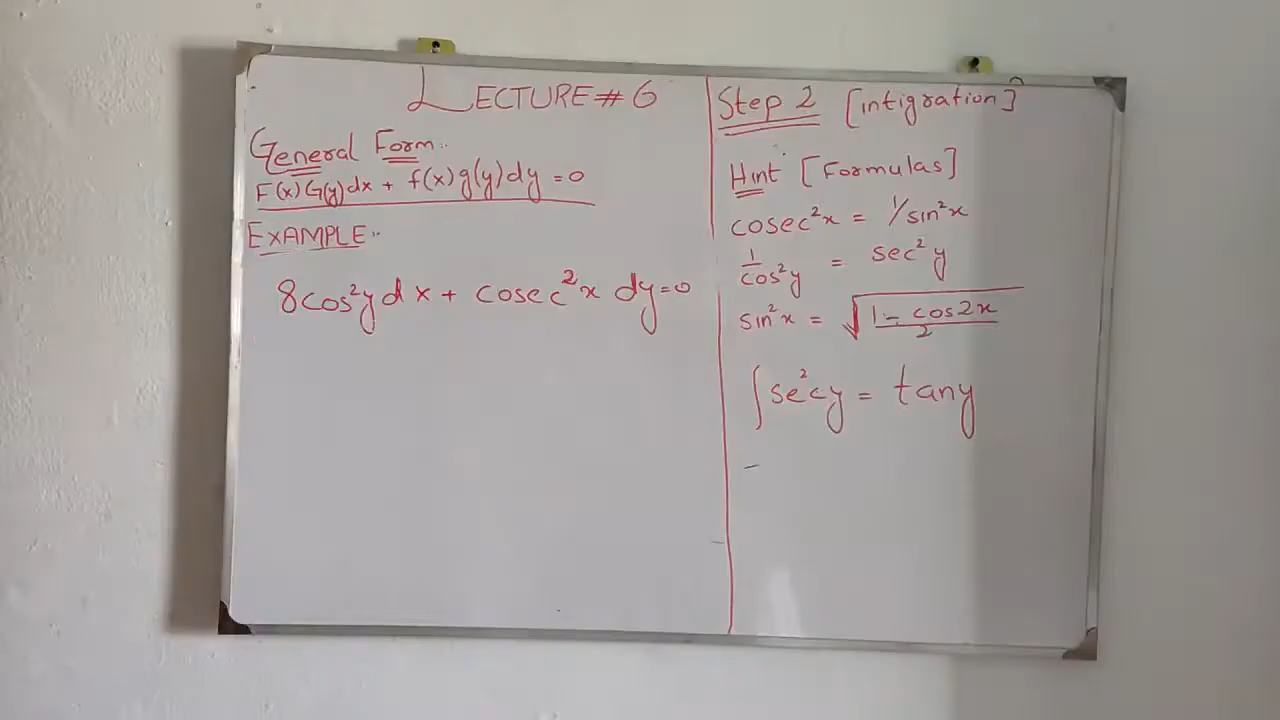 LECTURE # 6
General Form:
F(x) G(y) dx + f(x) g(y) dy = 0
EXAMPLE:
8cos²y dx + cosec²x dy = 0
Step 2 [intigration]
Hint [Formulas]
cosec²x = 1/sin²x
1/cos²y = sec²y
sin²x = √(1 - cos2x)/2
∫sec²y = tany